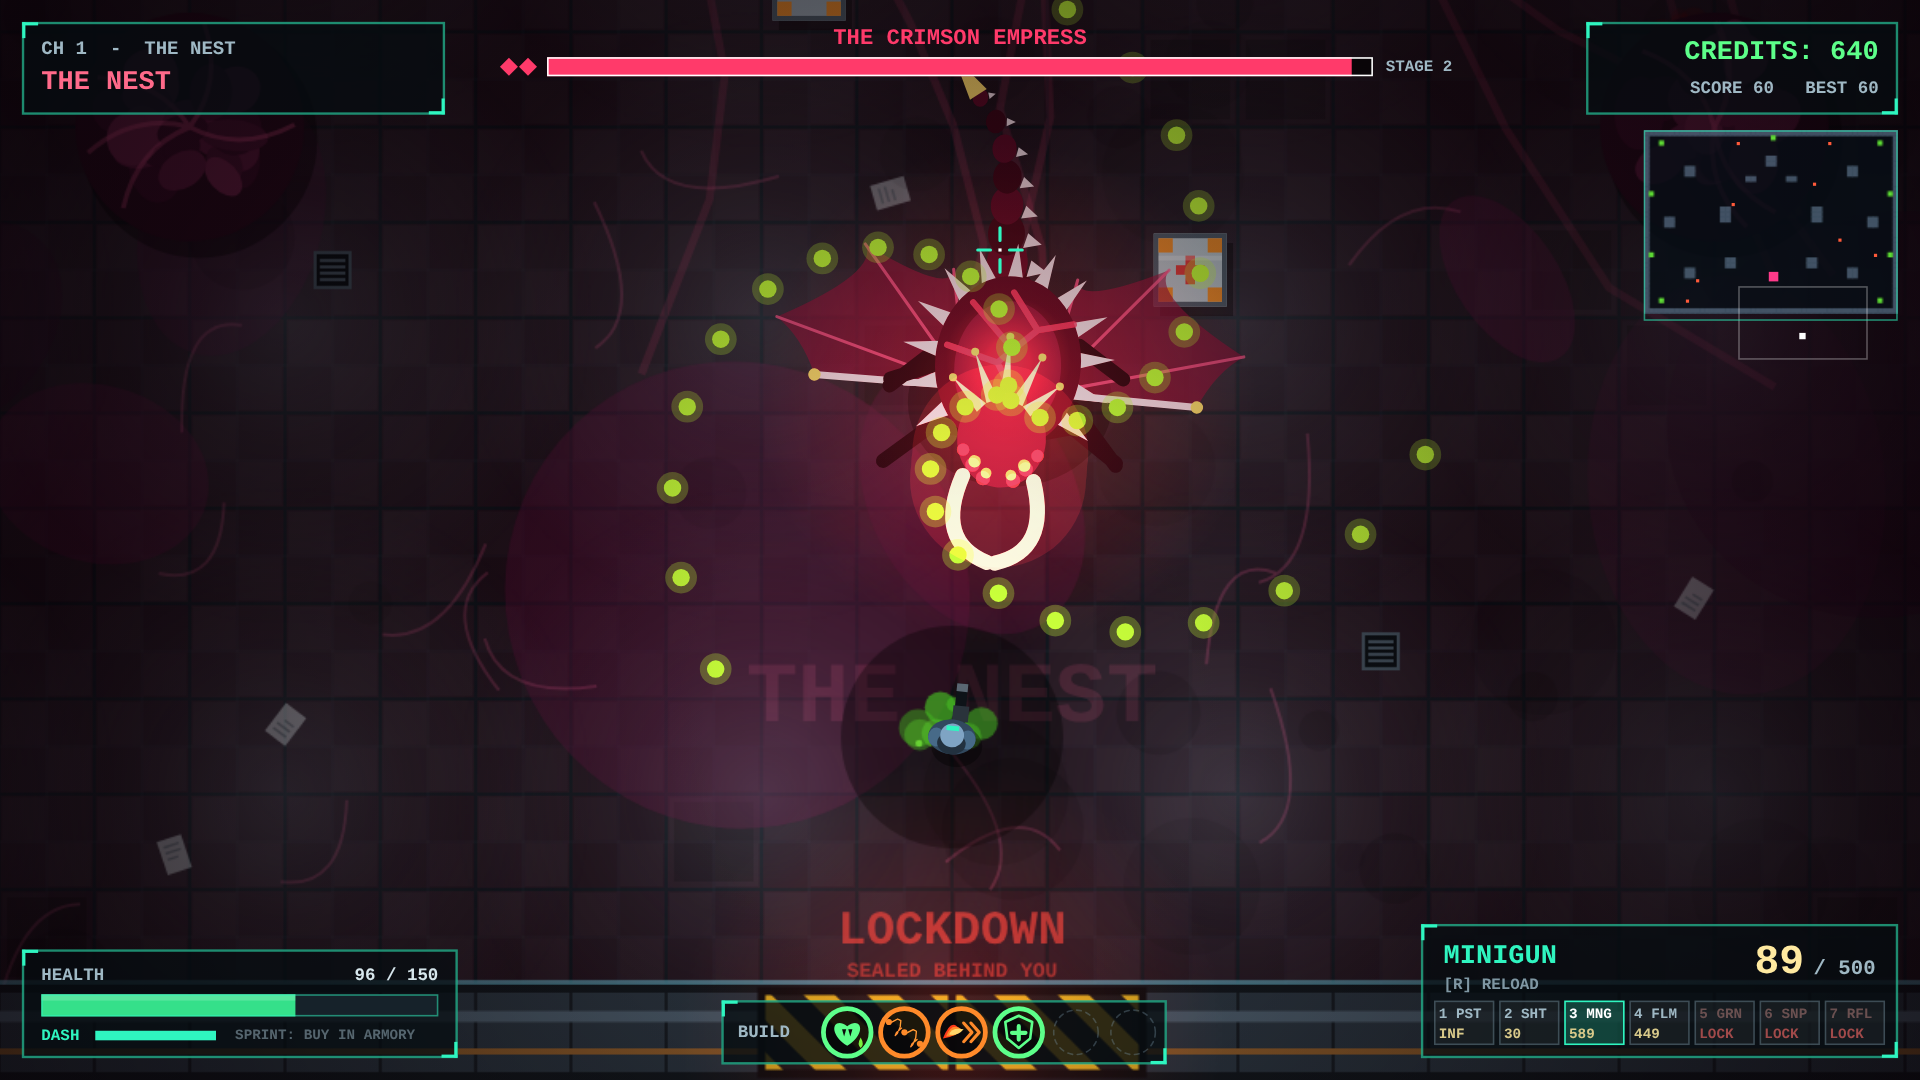 CH 1 - THE NEST
THE NEST
THE CRIMSON EMPRESS
STAGE 2
CREDITS: 640
SCORE 60 BEST 60
THE NEST
LOCKDOWN
SEALED BEHIND YOU
HEALTH 96 / 150
DASH SPRINT: BUY IN ARMORY
BUILD
MINIGUN 89 / 500
[R] RELOAD
1 PST 2 SHT 3 MNG 4 FLM 5 GRN 6 SNP 7 RFL
INF 30 589 449 LOCK LOCK LOCK